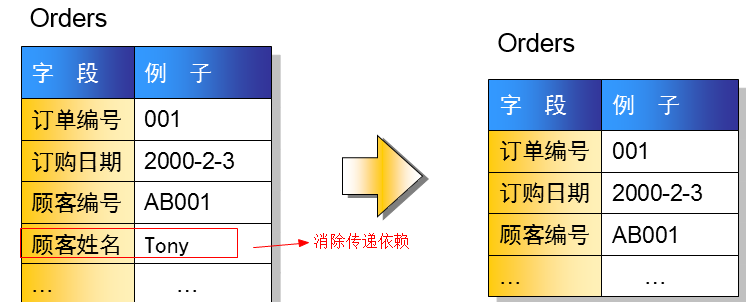 Orders
字 段 例 子
订单编号 001
订购日期 2000-2-3
顾客编号 AB001
顾客姓名 Tony
... ...
消除传递依赖
Orders
字 段 例 子
订单编号 001
订购日期 2000-2-3
顾客编号 AB001
... ...